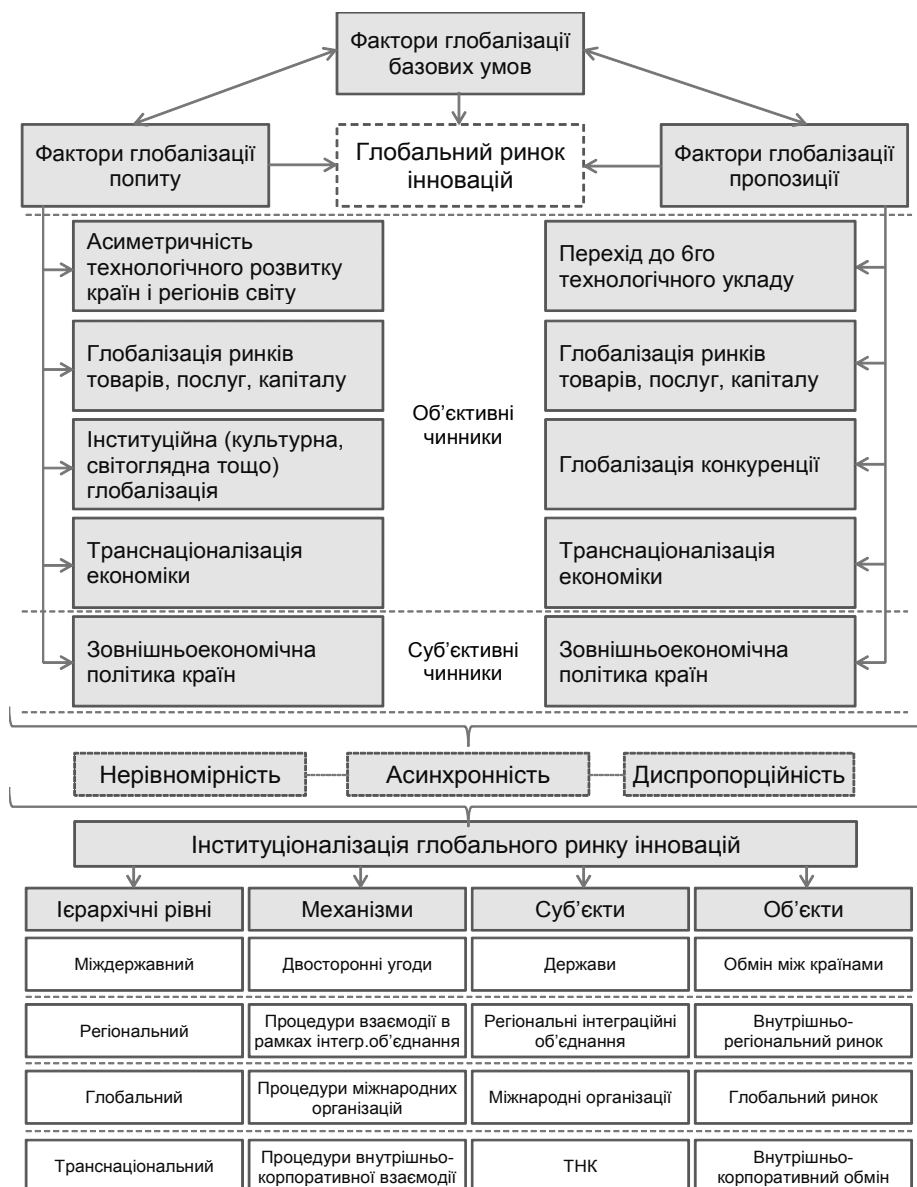 Фактори глобалізації
базових умов
Фактори глобалізації
попиту
Глобальний ринок
інновацій
Фактори глобалізації
пропозиції
Асиметричність
технологічного розвитку
країн і регіонів світу
Перехід до 6го
технологічного укладу
Глобалізація ринків
товарів, послуг, капіталу
Глобалізація ринків
товарів, послуг, капіталу
Об’єктивні
чинники
Інституційна (культурна,
світоглядна тощо)
глобалізація
Глобалізація конкуренції
Транснаціоналізація
економіки
Транснаціоналізація
економіки
Зовнішньоекономічна
політика країн
Суб’єктивні
чинники
Зовнішньоекономічна
політика країн
Нерівномірність
Асинхронність
Диспропорційність
Інституціоналізація глобального ринку інновацій
Ієрархічні рівні
Механізми
Суб’єкти
Об’єкти
Міждержавний
Двосторонні угоди
Держави
Обмін між країнами
Регіональний
Процедури взаємодії в
рамках інтегр.об’єднання
Регіональні інтеграційні
об’єднання
Внутрішньо-
регіональний ринок
Глобальний
Процедури міжнародних
організацій
Міжнародні організації
Глобальний ринок
Транснаціональний
Процедури внутрішньо-
корпоративної взаємодії
ТНК
Внутрішньо-
корпоративний обмін